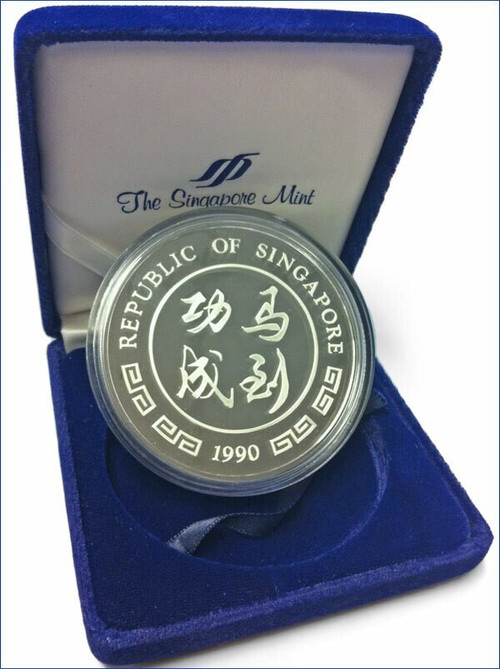 The Singapore Mint
REPUBLIC OF SINGAPORE
马到
功成
1990